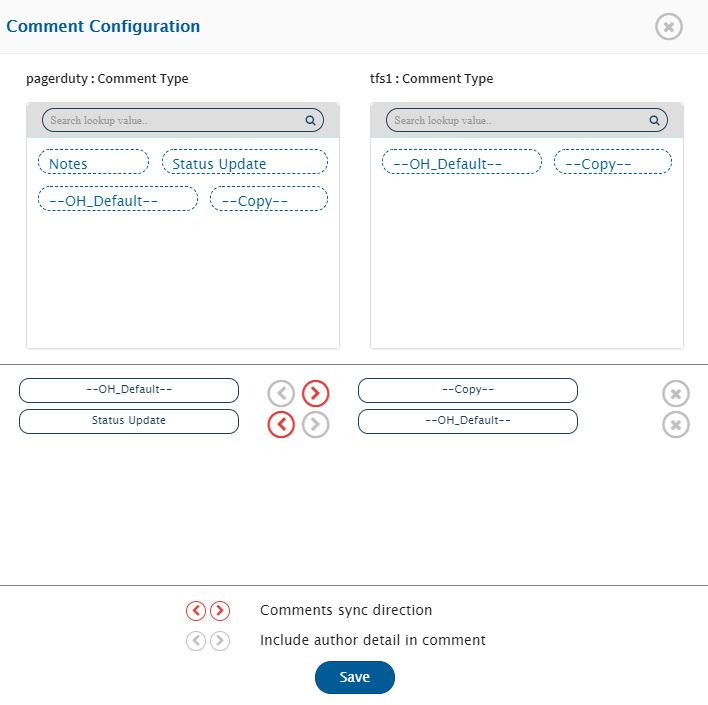 Comment Configuration
pagerduty : Comment Type
tfs1 : Comment Type
Search lookup value..
Search lookup value..
Notes
Status Update
--OH_Default--
--Copy--
--OH_Default--
--Copy--
--OH_Default--
--Copy--
Status Update
--OH_Default--
Comments sync direction
Include author detail in comment
Save